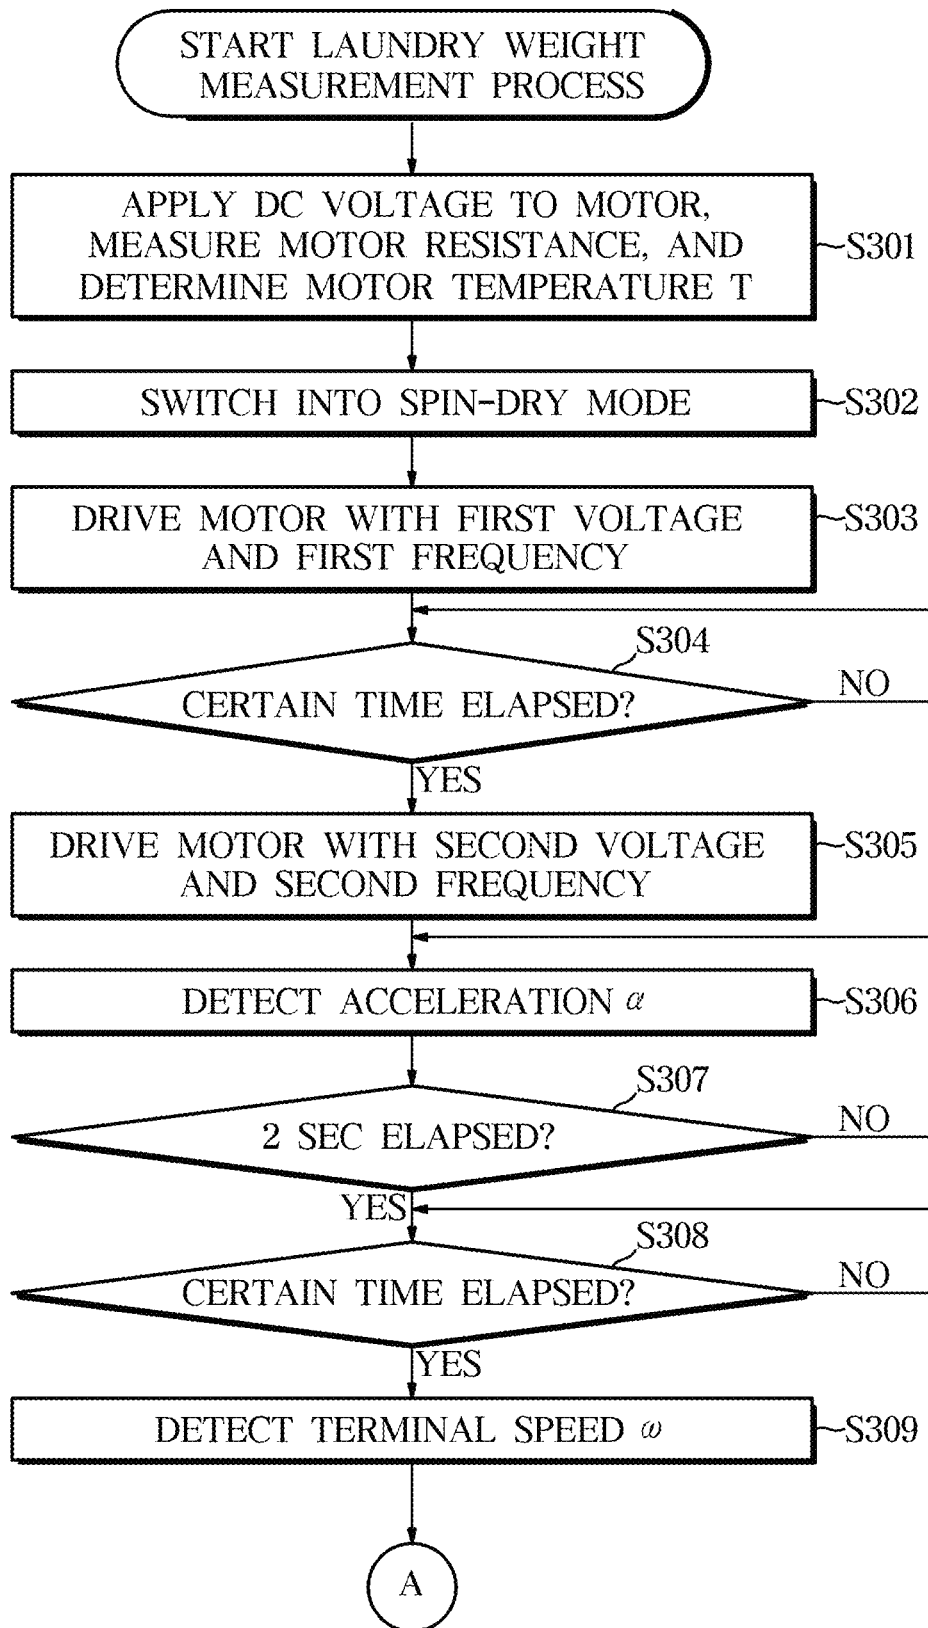 START LAUNDRY WEIGHT
MEASUREMENT PROCESS
APPLY DC VOLTAGE TO MOTOR,
MEASURE MOTOR RESISTANCE, AND
DETERMINE MOTOR TEMPERATURE T
S301
SWITCH INTO SPIN-DRY MODE
S302
DRIVE MOTOR WITH FIRST VOLTAGE
AND FIRST FREQUENCY
S303
S304
CERTAIN TIME ELAPSED?
NO
YES
DRIVE MOTOR WITH SECOND VOLTAGE
AND SECOND FREQUENCY
S305
DETECT ACCELERATION α
S306
S307
2 SEC ELAPSED?
NO
YES
S308
CERTAIN TIME ELAPSED?
NO
YES
DETECT TERMINAL SPEED ω
S309
A